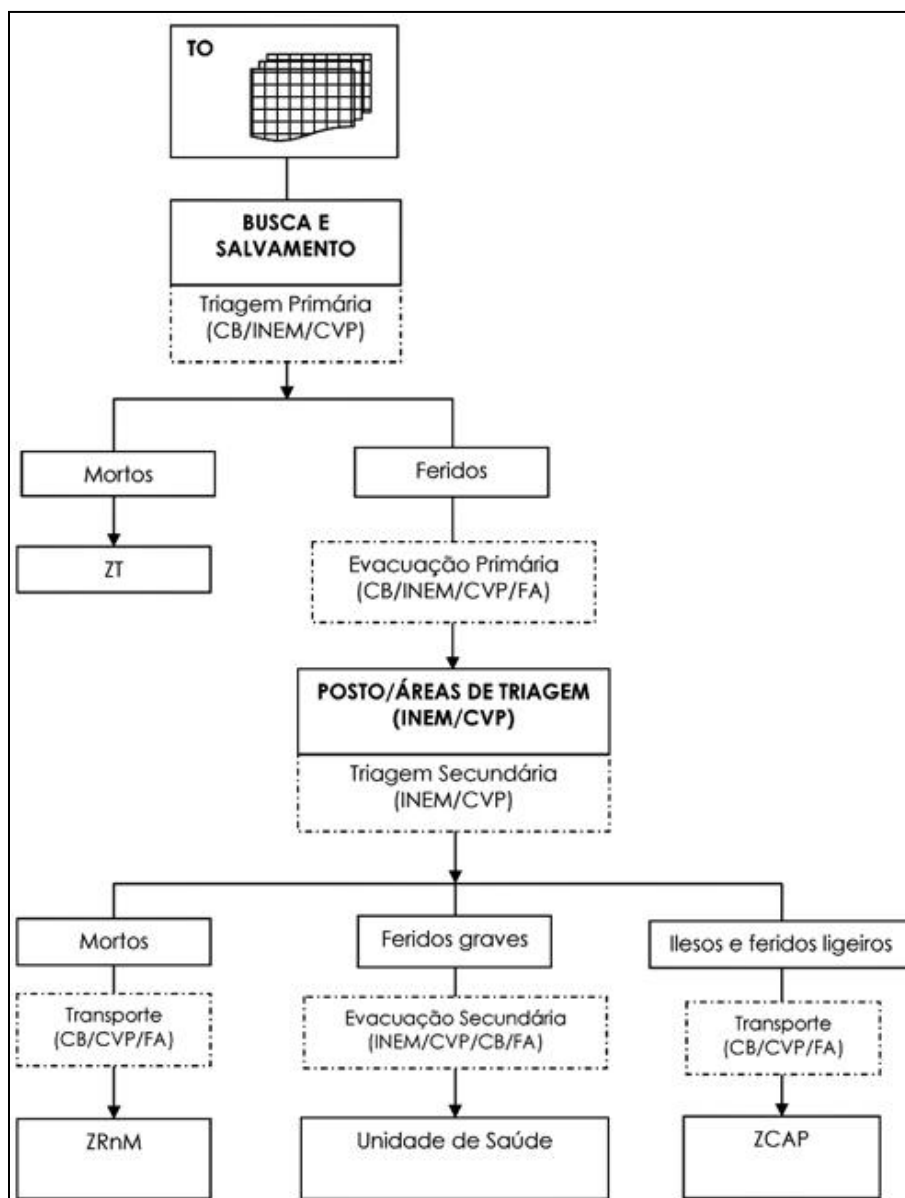 TO
BUSCA E
SALVAMENTO
Triagem Primária
(CB/INEM/CVP)
Mortos
Feridos
ZT
Evacuação Primária
(CB/INEM/CVP/FA)
POSTO/ÁREAS DE TRIAGEM
(INEM/CVP)
Triagem Secundária
(INEM/CVP)
Mortos
Feridos graves
Ilesos e feridos ligeiros
Transporte
(CB/CVP/FA)
Evacuação Secundária
(INEM/CVP/CB/FA)
Transporte
(CB/CVP/FA)
ZRnM
Unidade de Saúde
ZCAP